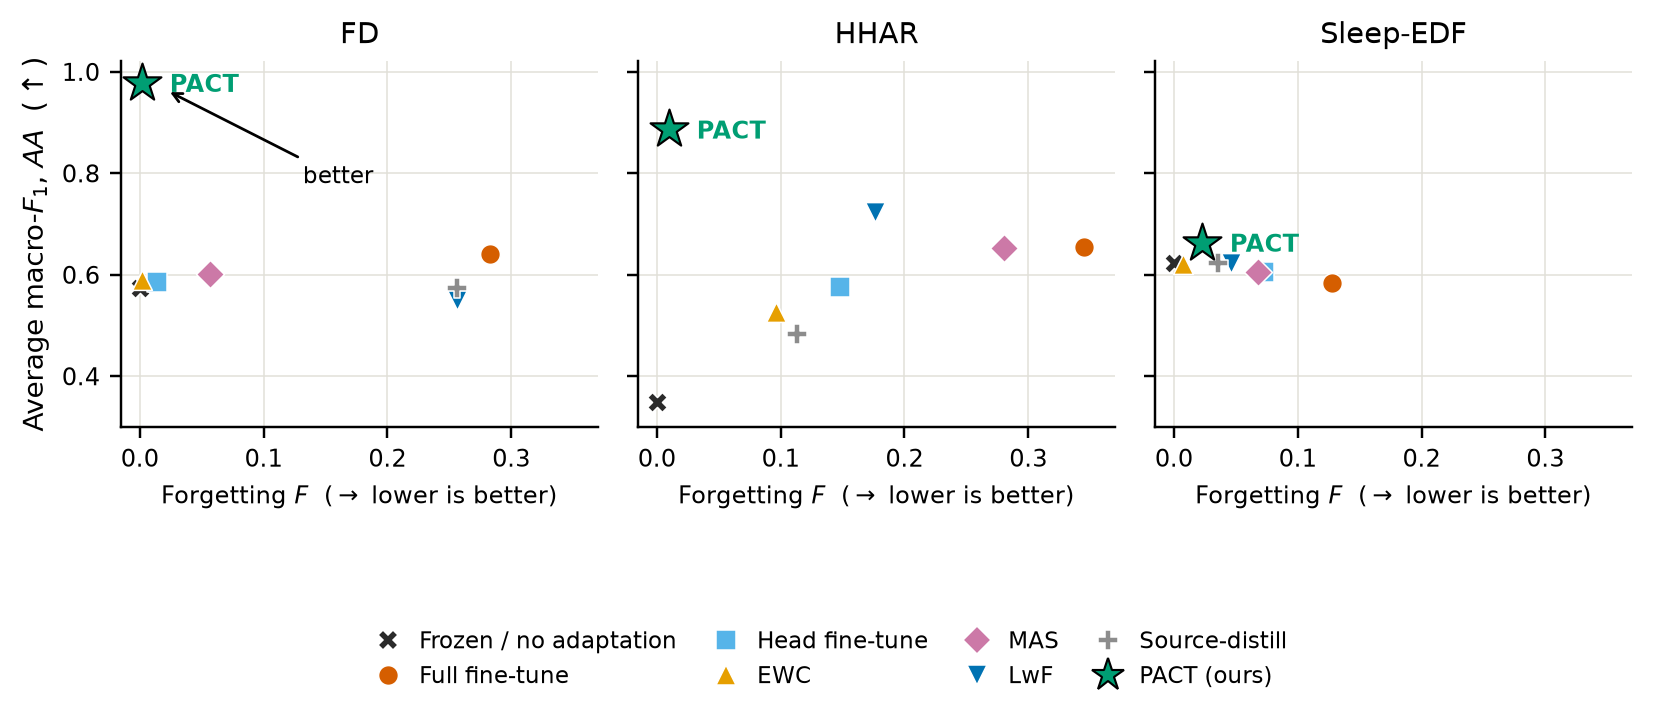 FD
HHAR
Sleep-EDF
Average macro-F1, AA (↑)
1.0
0.8
0.6
0.4
PACT
better
PACT
PACT
0.0 0.1 0.2 0.3
0.0 0.1 0.2 0.3
0.0 0.1 0.2 0.3
Forgetting F (→ lower is better)
Forgetting F (→ lower is better)
Forgetting F (→ lower is better)
Frozen / no adaptation
Full fine-tune
Head fine-tune
EWC
MAS
LwF
Source-distill
PACT (ours)